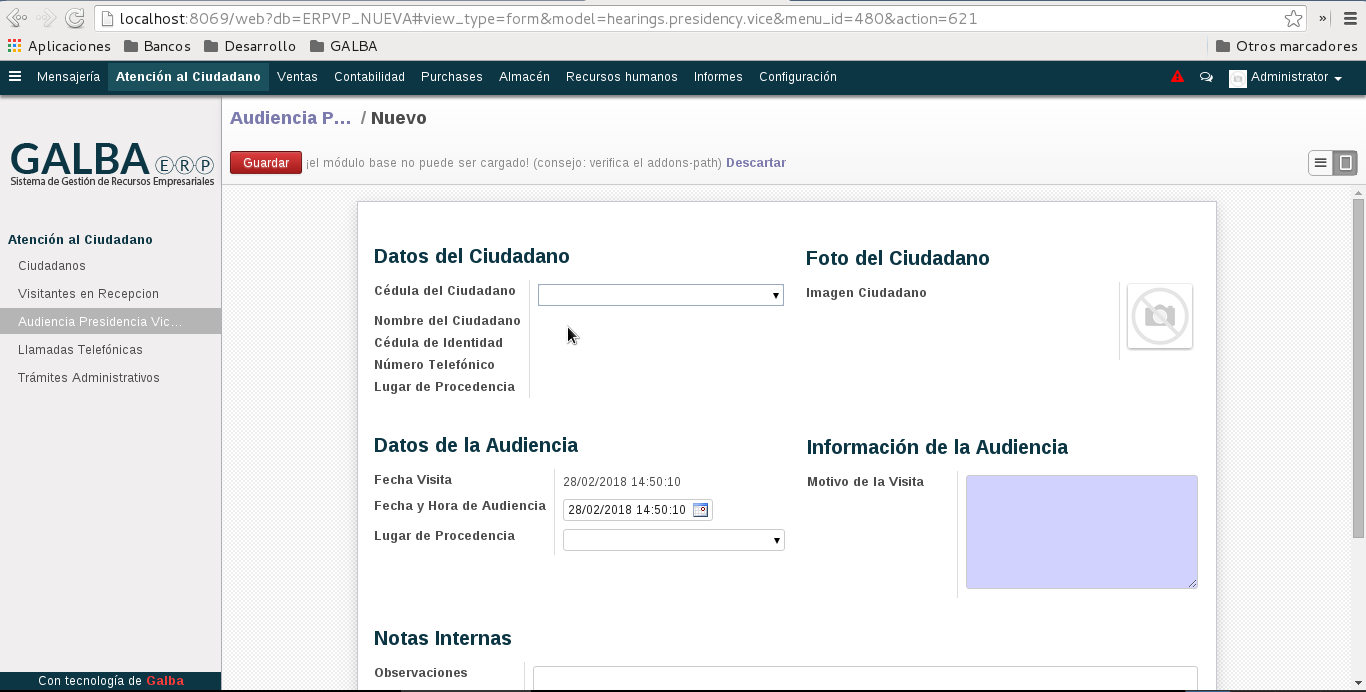 localhost:8069/web?db=ERPVP_NUEVA#view_type=form&model=hearings.presidency.vice&menu_id=480&action=621
»
Aplicaciones Bancos Desarrollo GALBA Otros marcadores
Mensajería Atención al Ciudadano Ventas Contabilidad Purchases Almacén Recursos humanos Informes Configuración Administrator
Audiencia P... / Nuevo
Guardar ¡el módulo base no puede ser cargado! (consejo: verifica el addons-path) Descartar
GALBA ERP
Sistema de Gestión de Recursos Empresariales
Atención al Ciudadano
Ciudadanos
Visitantes en Recepcion
Audiencia Presidencia Vic...
Llamadas Telefónicas
Trámites Administrativos
Con tecnología de Galba
Datos del Ciudadano
Cédula del Ciudadano
Nombre del Ciudadano
Cédula de Identidad
Número Telefónico
Lugar de Procedencia
Foto del Ciudadano
Imagen Ciudadano
Datos de la Audiencia
Fecha Visita 28/02/2018 14:50:10
Fecha y Hora de Audiencia 28/02/2018 14:50:10
Lugar de Procedencia
Información de la Audiencia
Motivo de la Visita
Notas Internas
Observaciones